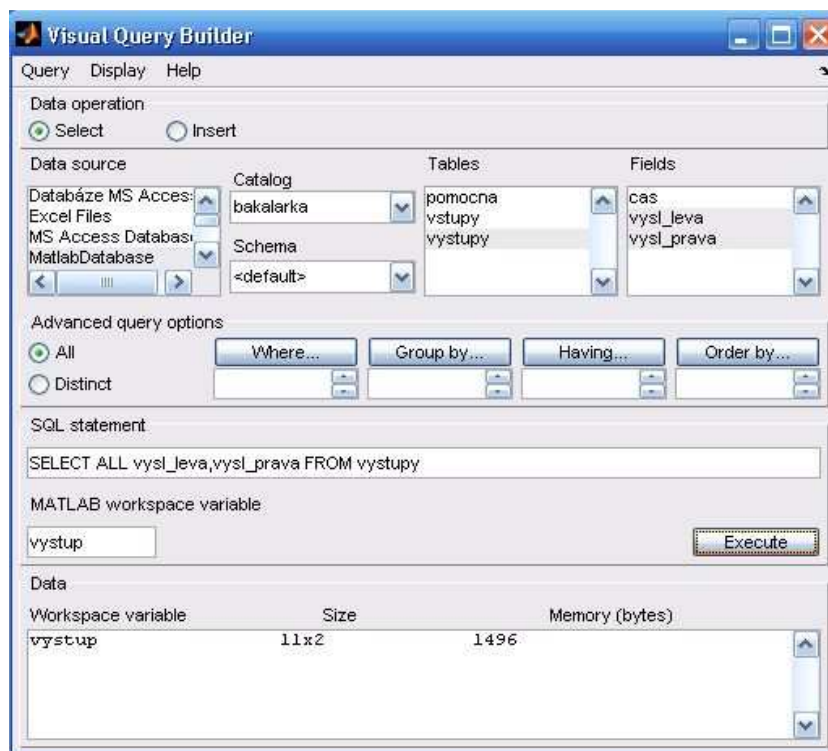 Visual Query Builder
Query Display Help
Data operation
Select Insert
Data source
Databáze MS Acces
Excel Files
MS Access Databas
MatlabDatabase
Catalog
bakalarka
Schema
<default>
Tables
pomocna
vstupy
vystupy
Fields
cas
vysl_leva
vysl_prava
Advanced query options
All
Distinct
Where... Group by... Having... Order by...
SQL statement
SELECT ALL vysl_leva,vysl_prava FROM vystupy
MATLAB workspace variable
vystup
Execute
Data
Workspace variable Size Memory (bytes)
vystup 11x2 1496